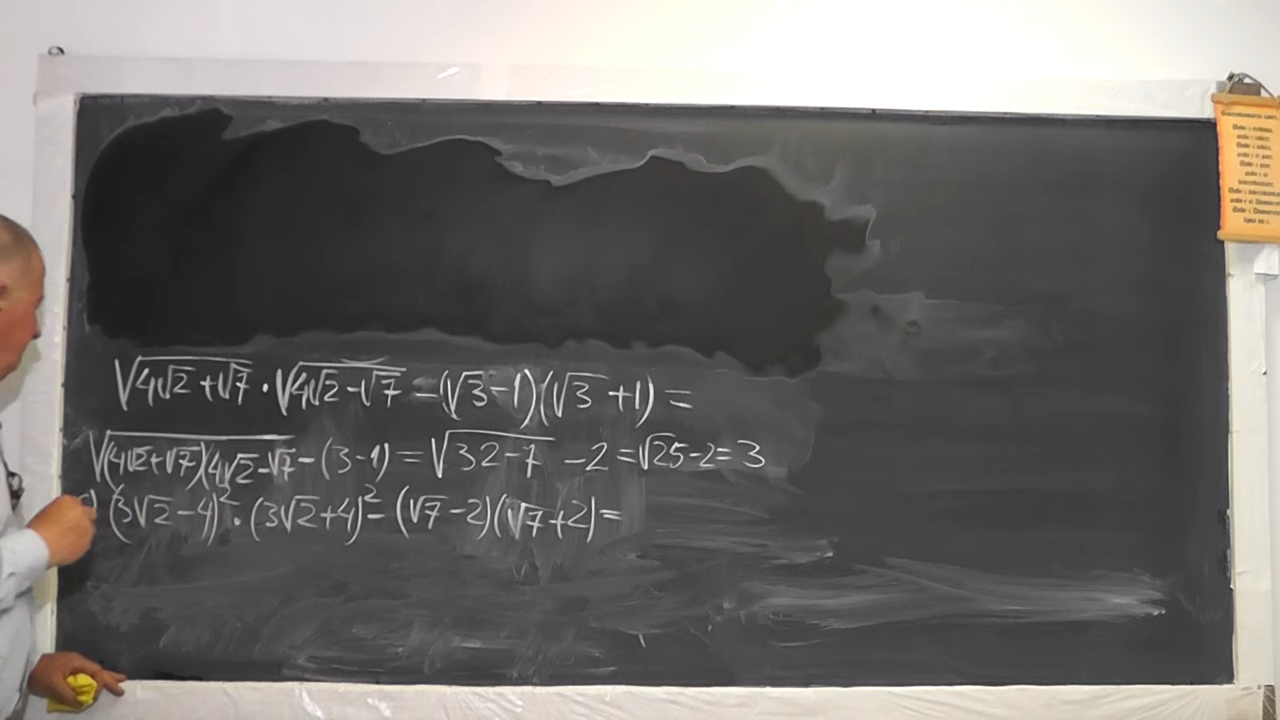 √(4√2+√7)·√(4√2-√7)-(√3-1)(√3+1)=
√((4√2+√7)(4√2-√7))-(3-1)=√(32-7)-2=√25-2=3
(3√2-4)²·(3√2+4)²-(√7-2)(√7+2)=